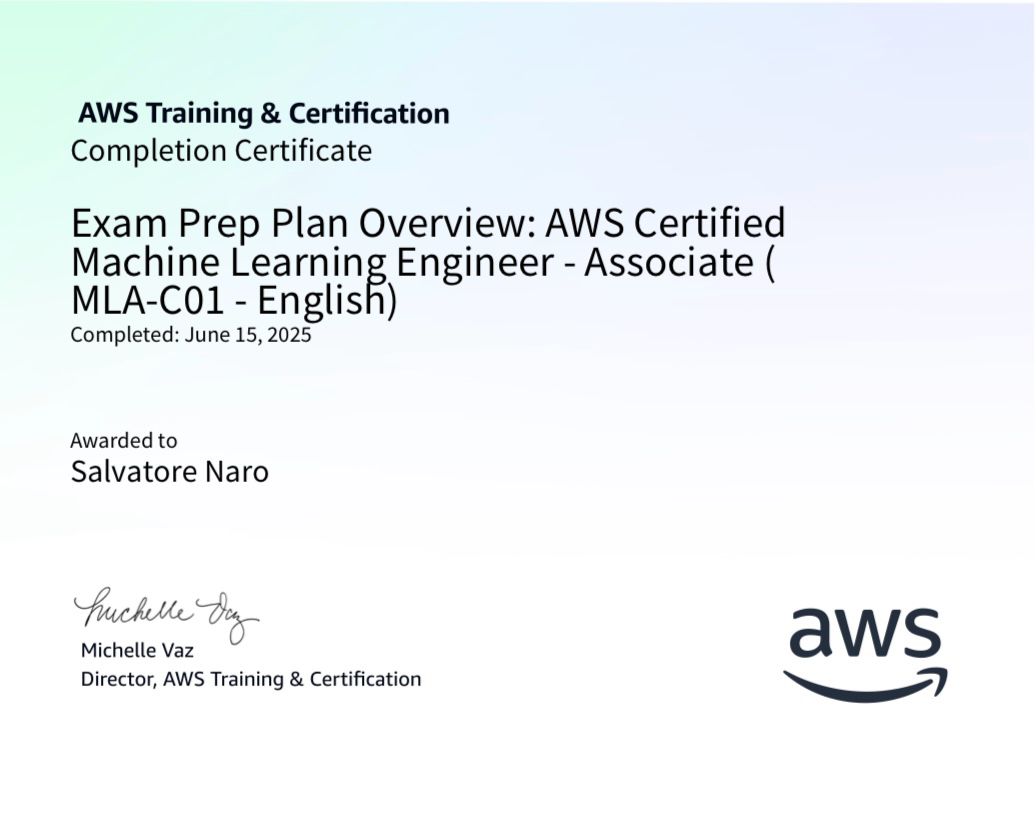 AWS Training & Certification
Completion Certificate
Exam Prep Plan Overview: AWS Certified
Machine Learning Engineer - Associate (
MLA-C01 - English)
Completed: June 15, 2025
Awarded to
Salvatore Naro
Michelle Vaz
Michelle Vaz
Director, AWS Training & Certification
aws